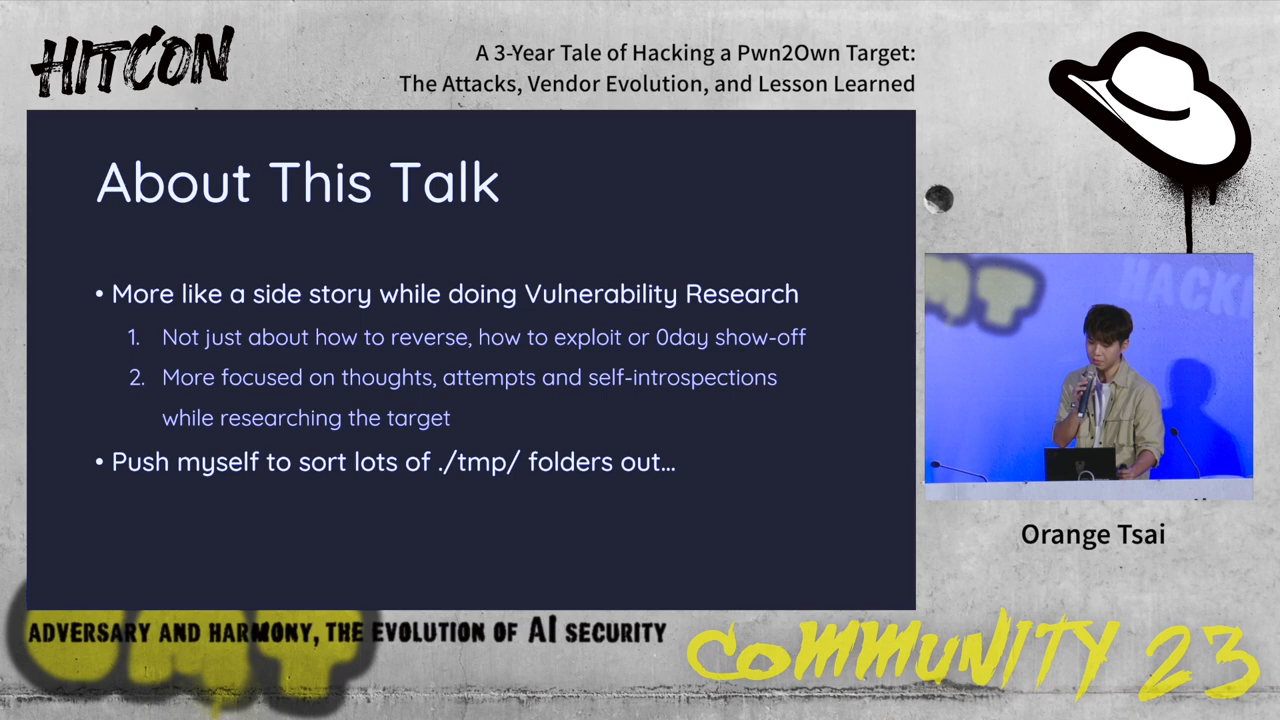 HITCON
A 3-Year Tale of Hacking a Pwn2Own Target:
The Attacks, Vendor Evolution, and Lesson Learned
About This Talk
• More like a side story while doing Vulnerability Research
1. Not just about how to reverse, how to exploit or 0day show-off
2. More focused on thoughts, attempts and self-introspections
while researching the target
• Push myself to sort lots of ./tmp/ folders out...
HACKI
Orange Tsai
ADVERSARY AND HARMONY, THE EVOLUTION OF AI SECURITY
COMMUNITY 23